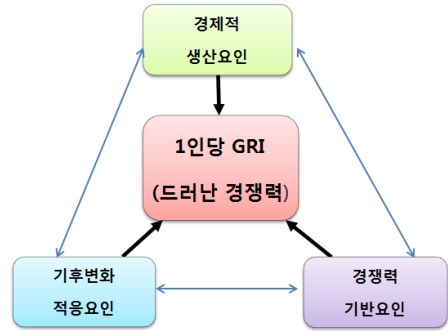 경제적
생산요인
1인당 GRI
(드러난 경쟁력)
기후변화
적응요인
경쟁력
기반요인